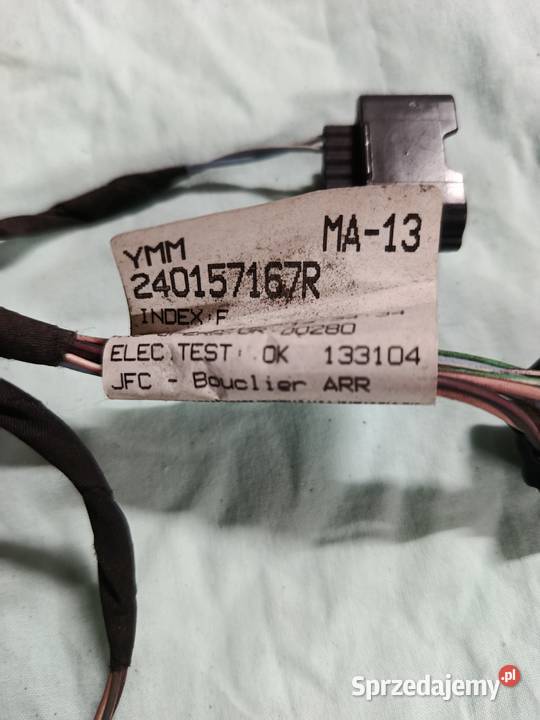 YMM MA-13
240157167R
INDEX:F
ELEC.TEST: OK 133104
JFC - Bouclier ARR
Sprzedajemy.pl